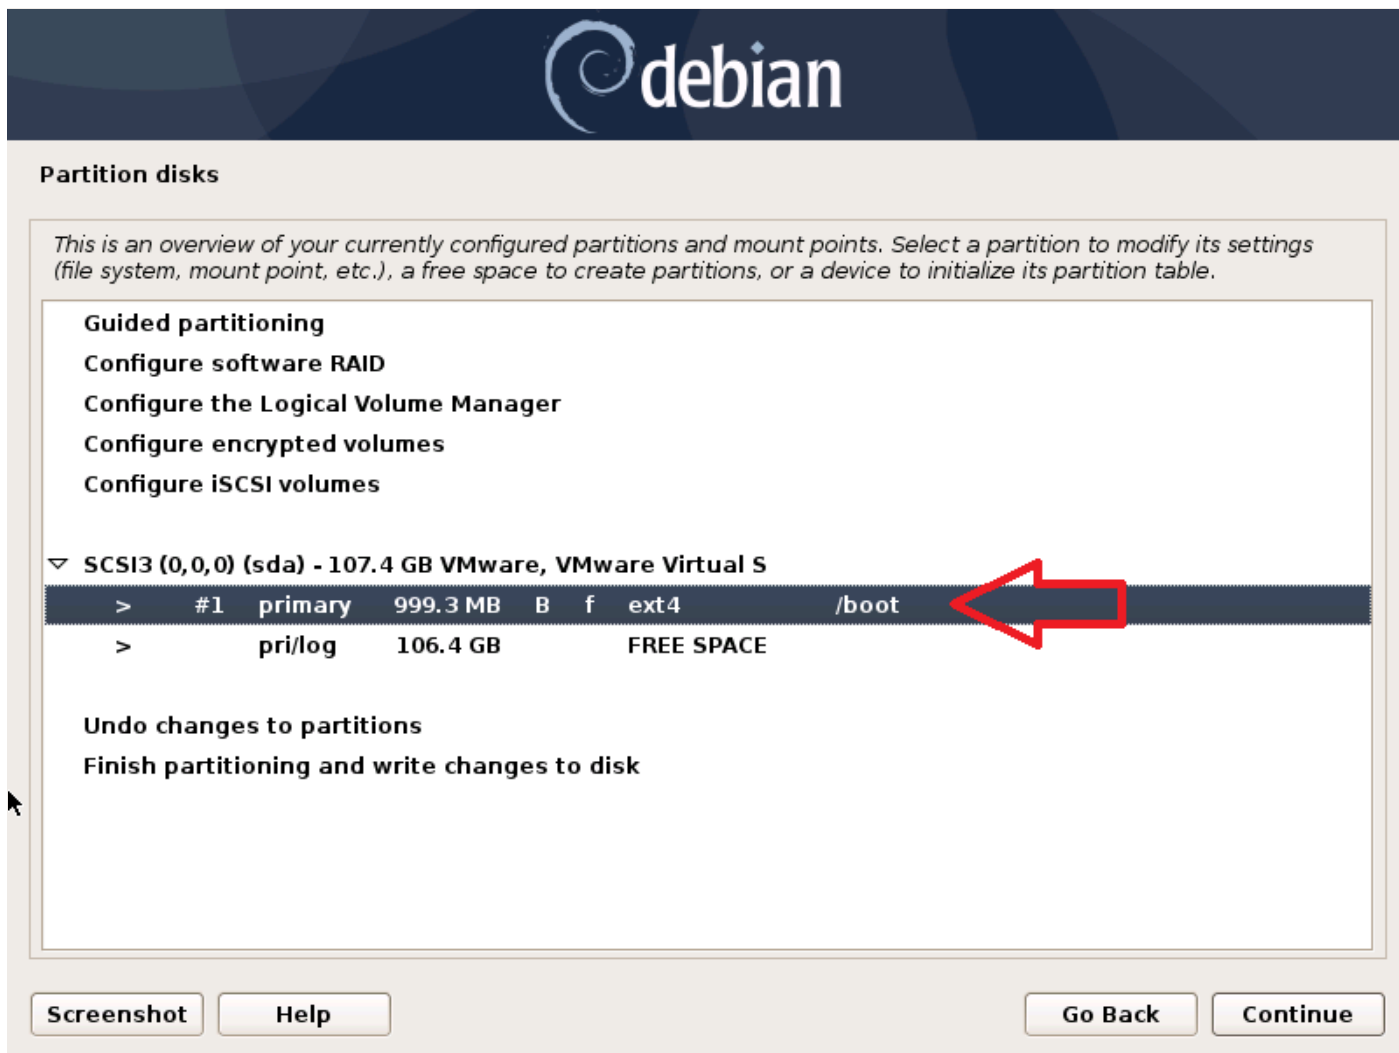 debian
Partition disks
This is an overview of your currently configured partitions and mount points. Select a partition to modify its settings
(file system, mount point, etc.), a free space to create partitions, or a device to initialize its partition table.
Guided partitioning
Configure software RAID
Configure the Logical Volume Manager
Configure encrypted volumes
Configure iSCSI volumes
SCSI3 (0,0,0) (sda) - 107.4 GB VMware, VMware Virtual S
> #1 primary 999.3 MB B f ext4 /boot
> pri/log 106.4 GB FREE SPACE
Undo changes to partitions
Finish partitioning and write changes to disk
Screenshot Help Go Back Continue